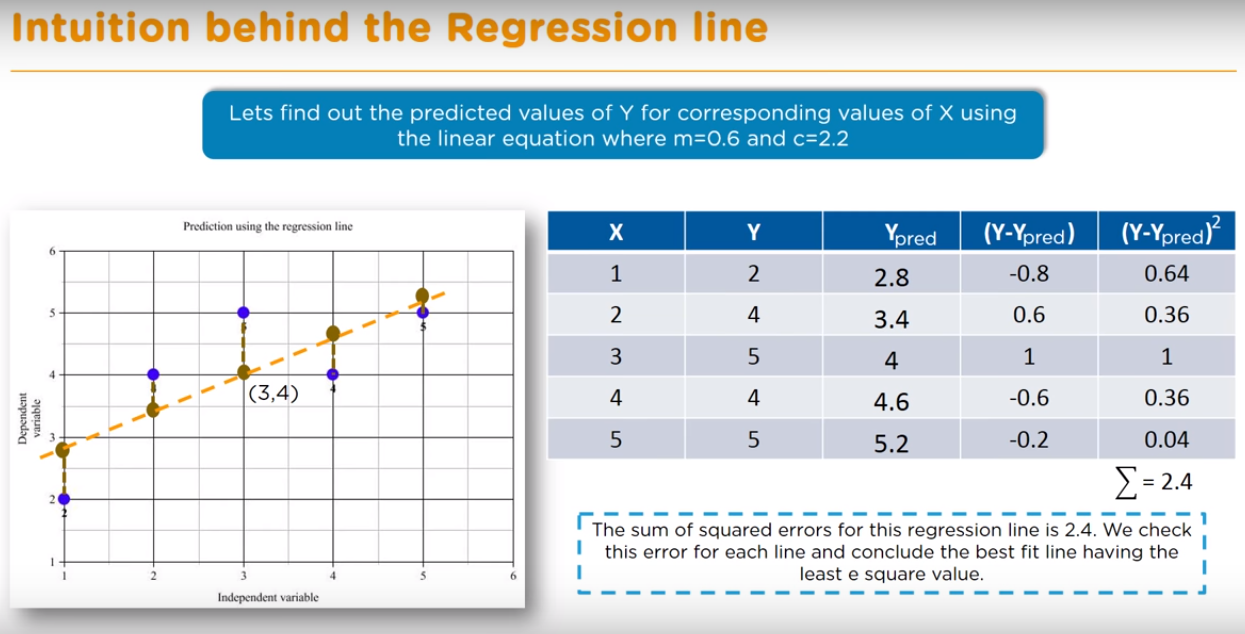 Intuition behind the Regression line
Lets find out the predicted values of Y for corresponding values of X using
the linear equation where m=0.6 and c=2.2
Prediction using the regression line
6
5
4
3
2
1
Dependent
variable
5
4
5
4
2
(3,4)
1 2 3 4 5 6
Independent variable
X Y Ypred (Y-Ypred) (Y-Ypred)²
1 2 2.8 -0.8 0.64
2 4 3.4 0.6 0.36
3 5 4 1 1
4 4 4.6 -0.6 0.36
5 5 5.2 -0.2 0.04
∑ = 2.4
The sum of squared errors for this regression line is 2.4. We check
this error for each line and conclude the best fit line having the
least e square value.